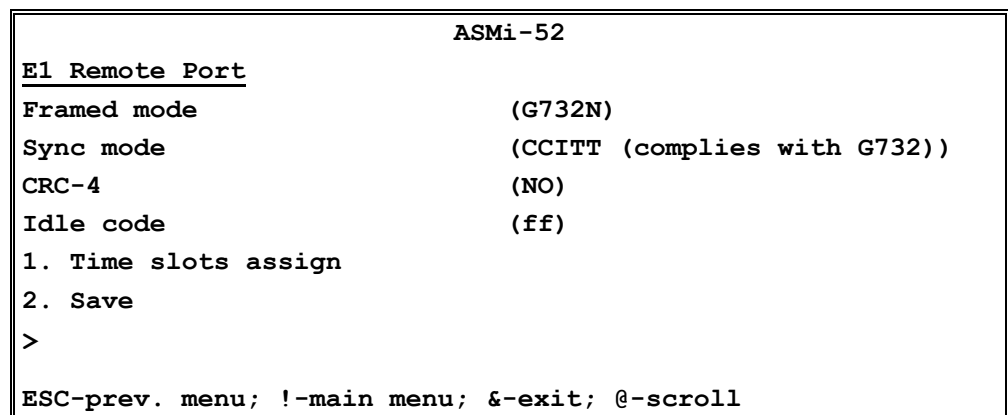 ASMi-52
E1 Remote Port
Framed mode (G732N)
Sync mode (CCITT (complies with G732))
CRC-4 (NO)
Idle code (ff)
1. Time slots assign
2. Save
>
ESC-prev. menu; !-main menu; &-exit; @-scroll